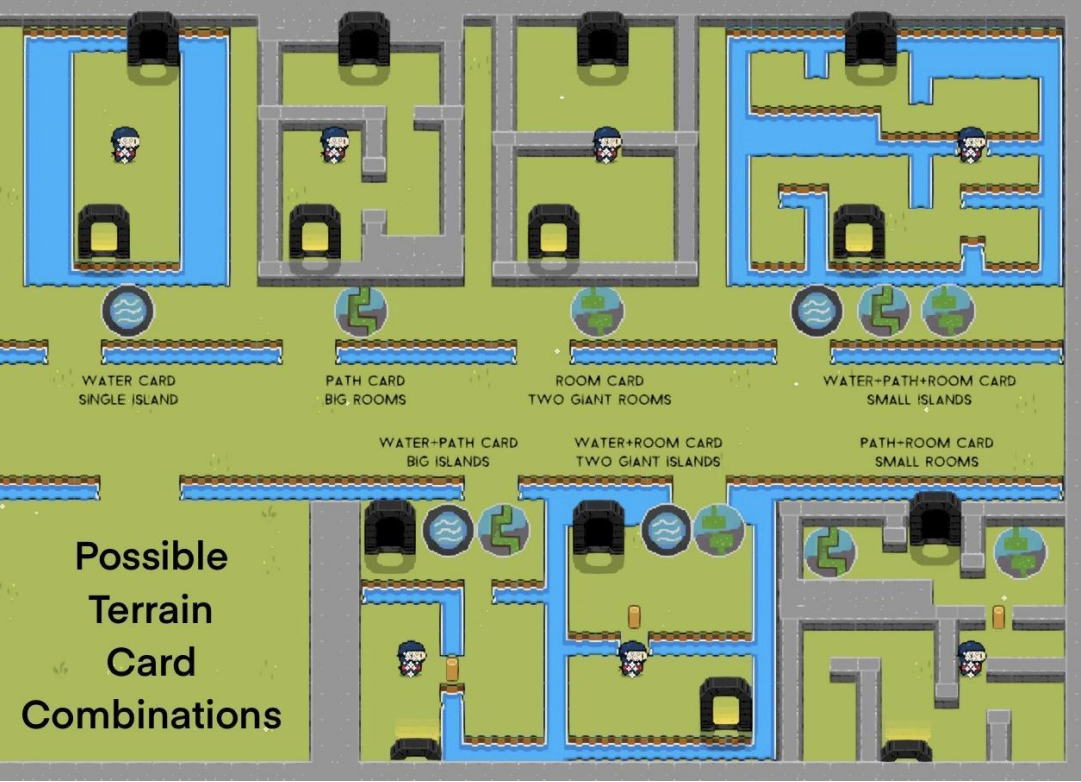 WATER CARD
SINGLE ISLAND
PATH CARD
BIG ROOMS
ROOM CARD
TWO GIANT ROOMS
WATER+PATH+ROOM CARD
SMALL ISLANDS
WATER+PATH CARD
BIG ISLANDS
WATER+ROOM CARD
TWO GIANT ISLANDS
PATH+ROOM CARD
SMALL ROOMS
Possible
Terrain
Card
Combinations